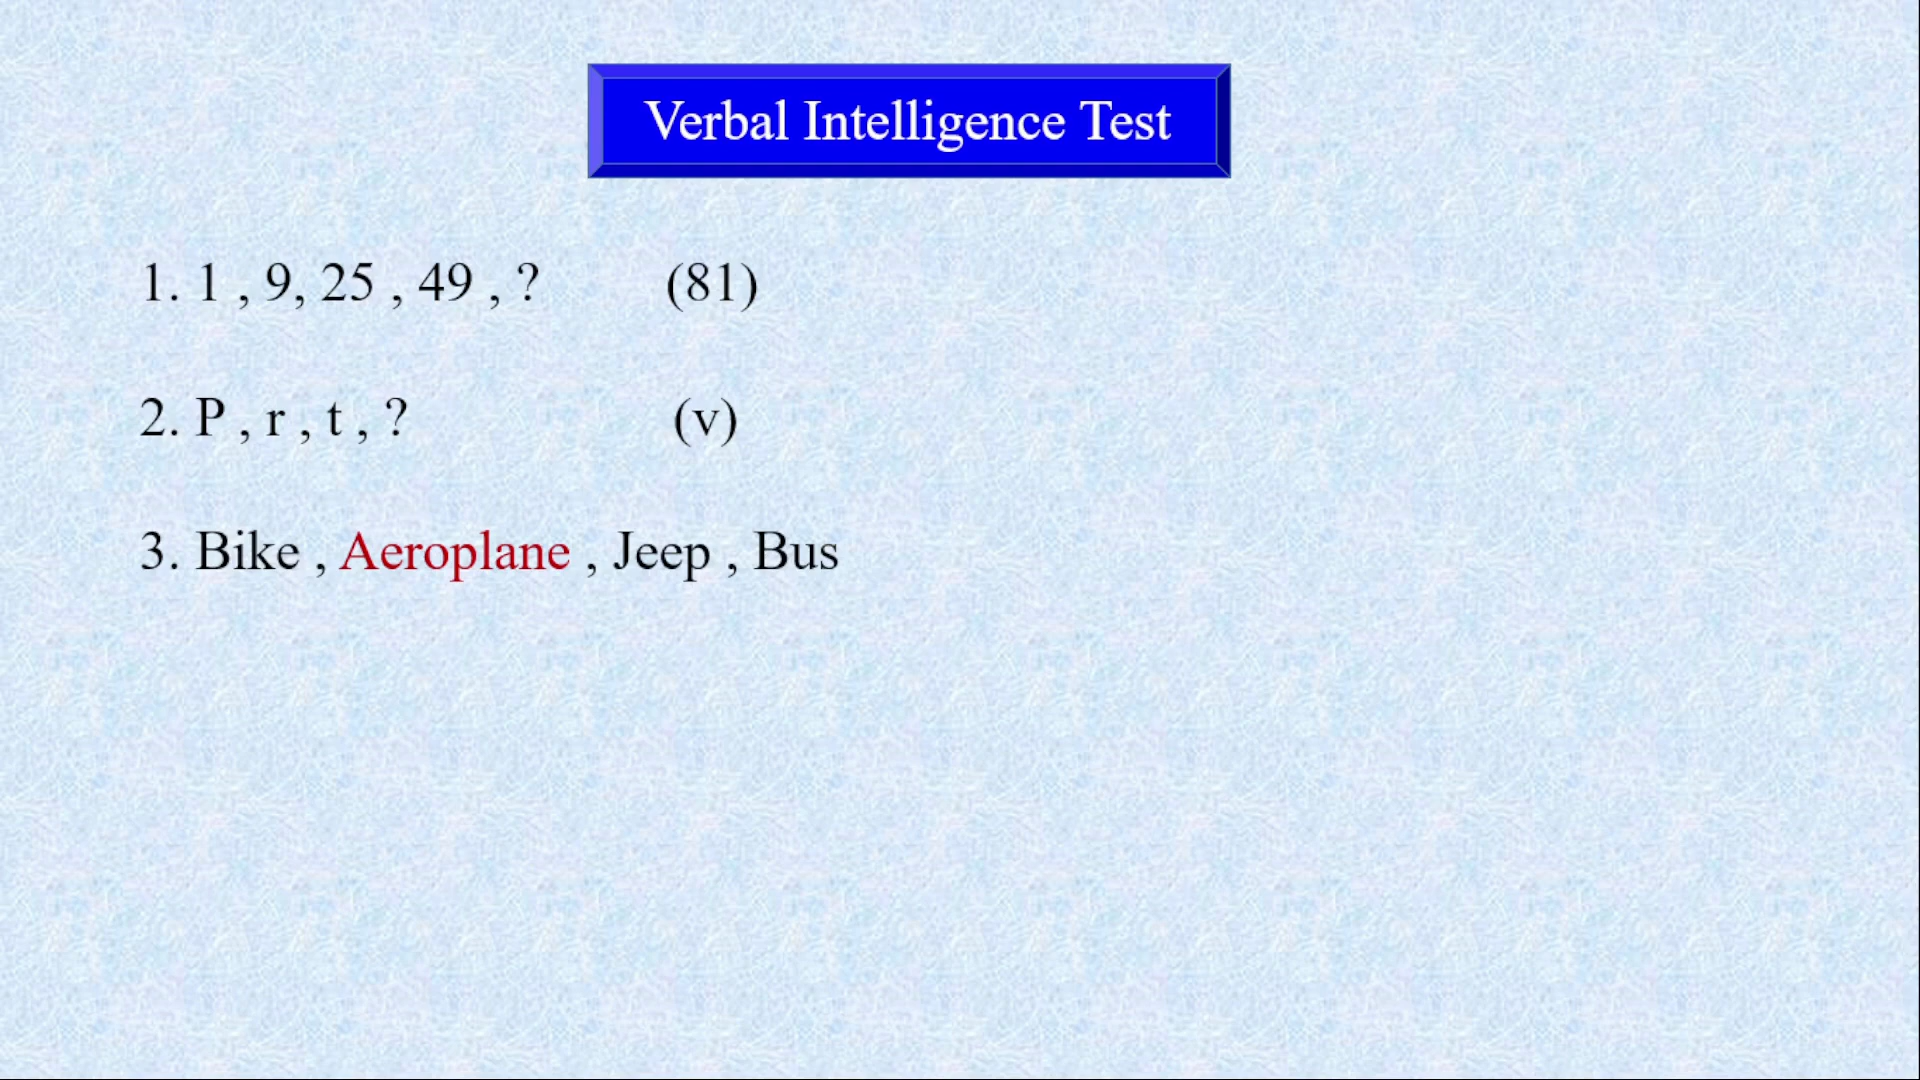 Verbal Intelligence Test
1. 1 , 9, 25 , 49 , ? (81)
2. P , r , t , ? (v)
3. Bike , Aeroplane , Jeep , Bus